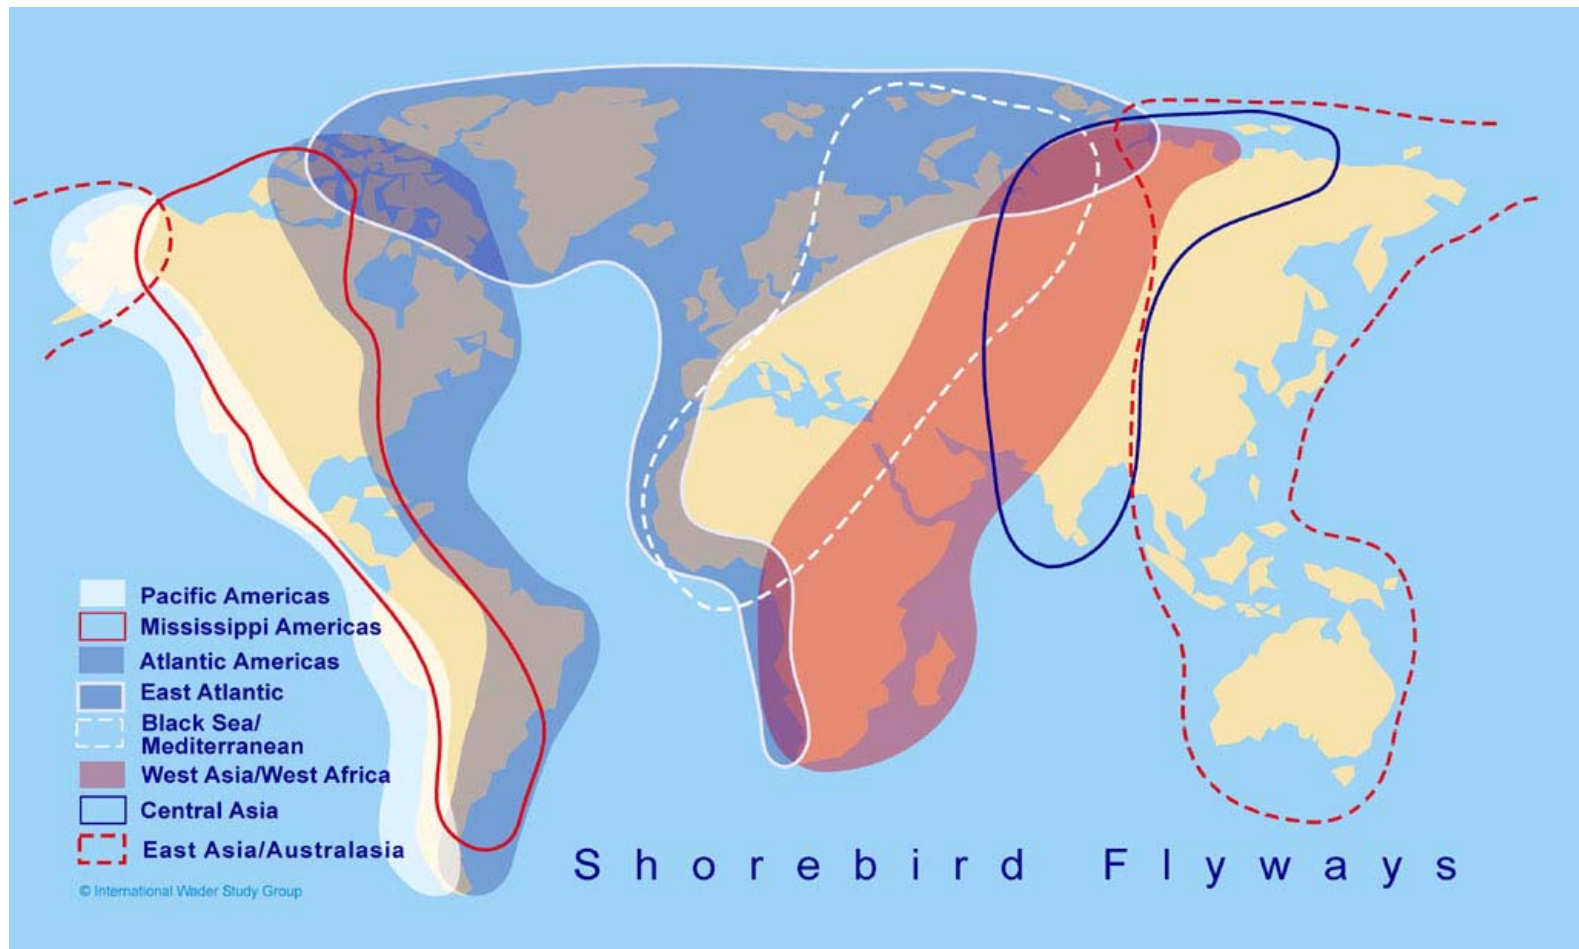 Pacific Americas
Mississippi Americas
Atlantic Americas
East Atlantic
Black Sea/
Mediterranean
West Asia/West Africa
Central Asia
East Asia/Australasia
© International Wader Study Group
Shorebird Flyways